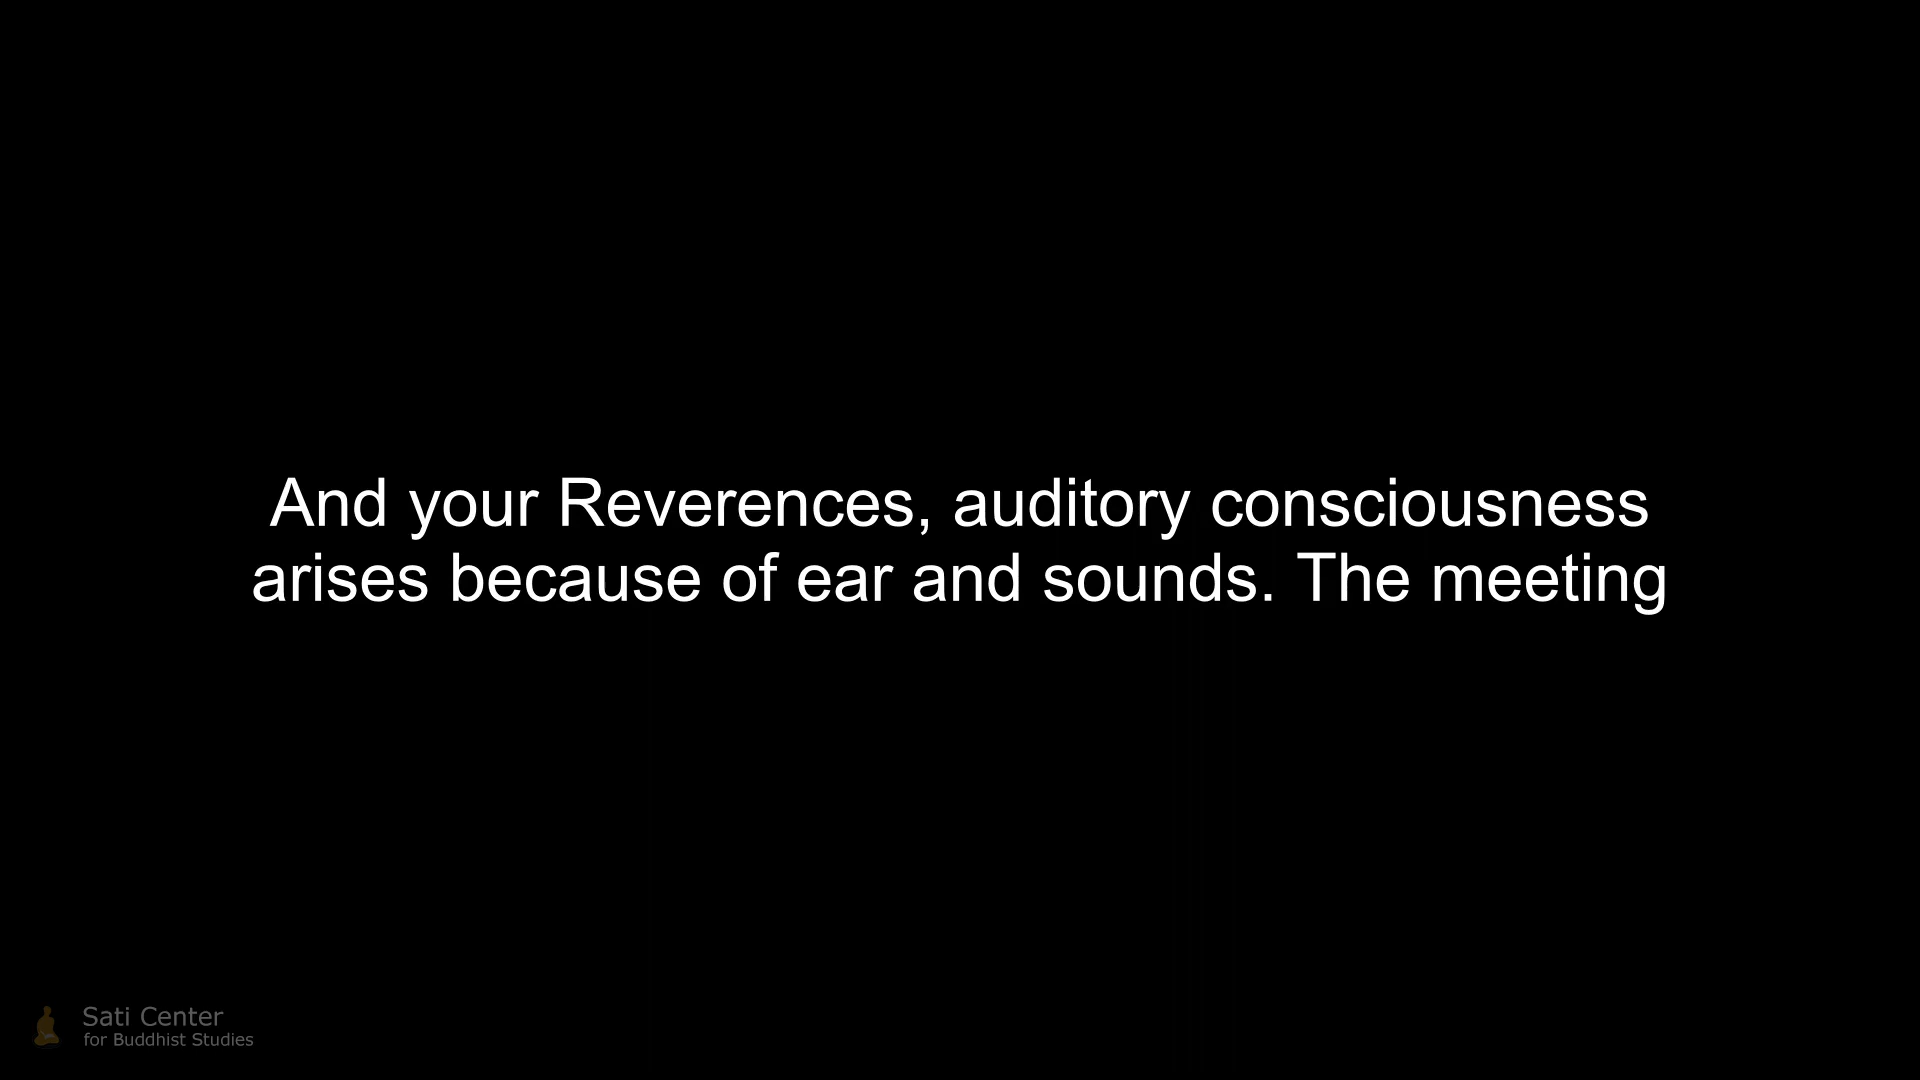 And your Reverences, auditory consciousness
arises because of ear and sounds. The meeting
Sati Center
for Buddhist Studies